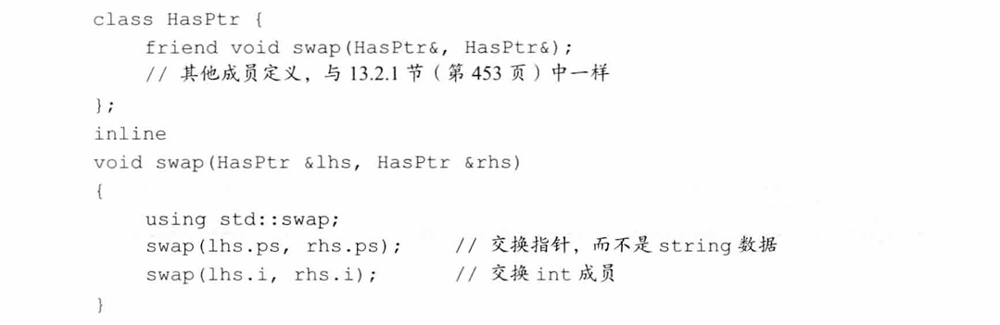 class HasPtr {
    friend void swap(HasPtr&, HasPtr&);
    // 其他成员定义，与 13.2.1 节（第 453 页）中一样
};
inline
void swap(HasPtr &lhs, HasPtr &rhs)
{
    using std::swap;
    swap(lhs.ps, rhs.ps);    // 交换指针，而不是 string 数据
    swap(lhs.i, rhs.i);      // 交换 int 成员
}